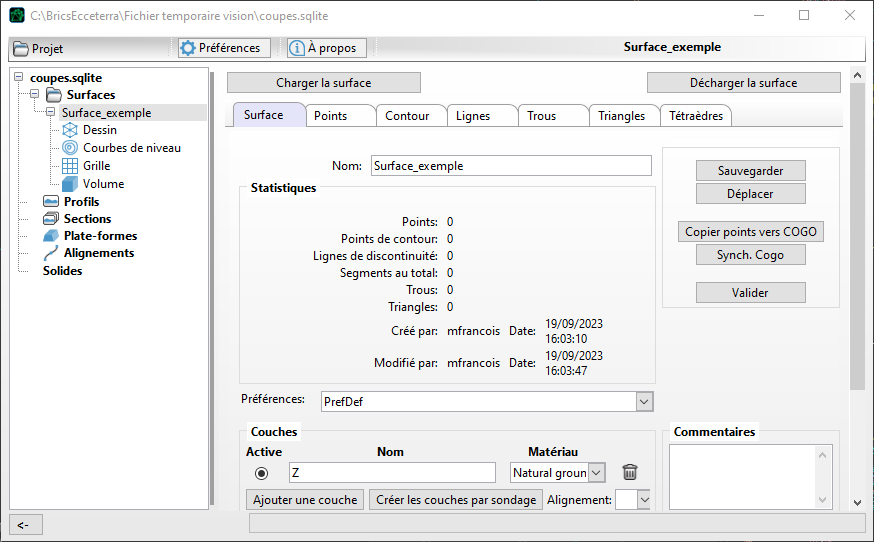 C:\BricsEcceterra\Fichier temporaire vision\coupes.sqlite
Projet
Préférences
À propos
Surface_exemple
coupes.sqlite
Surfaces
Surface_exemple
Dessin
Courbes de niveau
Grille
Volume
Profils
Sections
Plate-formes
Alignements
Solides
Charger la surface
Décharger la surface
Surface
Points
Contour
Lignes
Trous
Triangles
Tétraèdres
Nom: Surface_exemple
Statistiques
Points: 0
Points de contour: 0
Lignes de discontinuité: 0
Segments au total: 0
Trous: 0
Triangles: 0
Créé par: mfrancois Date: 19/09/2023
16:03:10
Modifié par: mfrancois Date: 19/09/2023
16:03:47
Sauvegarder
Déplacer
Copier points vers COGO
Synch. Cogo
Valider
Préférences: PrefDef
Couches
Active Nom Matériau
Z Natural groun
Ajouter une couche Créer les couches par sondage Alignement:
Commentaires
<-